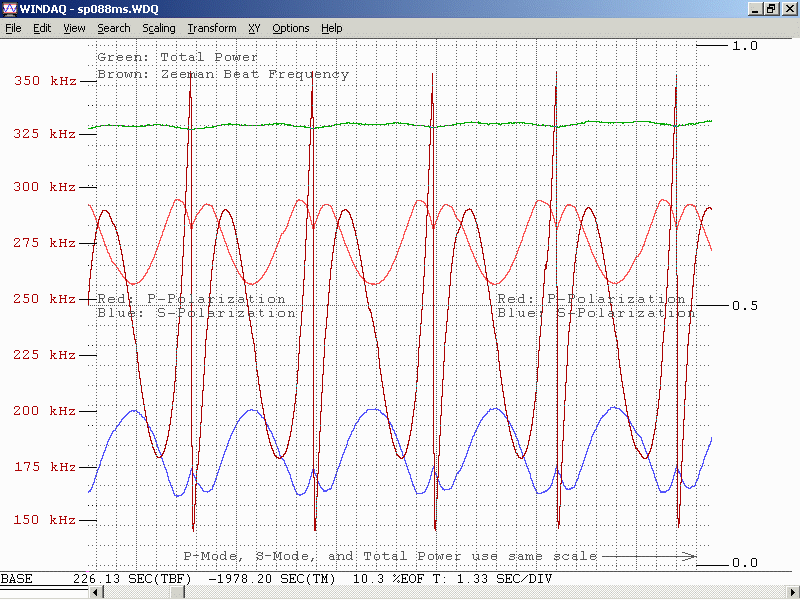 WINDAQ - sp088ms.WDQ
File Edit View Search Scaling Transform XY Options Help
1.0
Green: Total Power
Brown: Zeeman Beat Frequency
350 kHz
325 kHz
300 kHz
275 kHz
250 kHz
Red: P-Polarization Red: P-Polarization
0.5
Blue: S-Polarization Blue: S-Polarization
225 kHz
200 kHz
175 kHz
150 kHz
P-Mode, S-Mode, and Total Power use same scale
0.0
BASE 226.13 SEC(TBF) -1978.20 SEC(TM) 10.3 %EOF T: 1.33 SEC/DIV